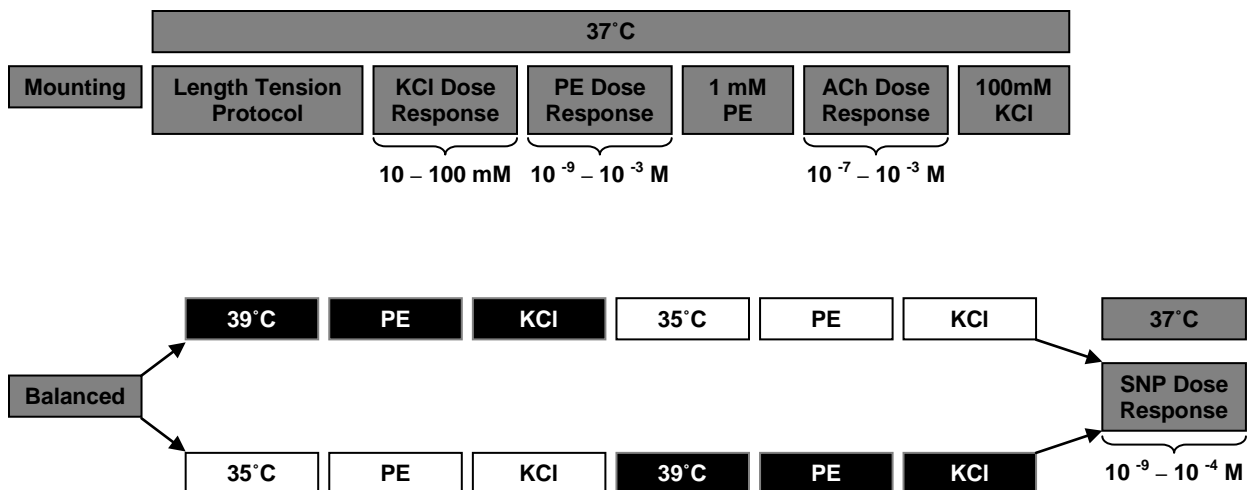 37˚C
Mounting
Length Tension
Protocol
KCl Dose
Response
PE Dose
Response
1 mM
PE
ACh Dose
Response
100mM
KCl
10 – 100 mM
10 -9 – 10 -3 M
10 -7 – 10 -3 M
39˚C PE KCl 35˚C PE KCl 37˚C
Balanced
SNP Dose
Response
35˚C PE KCl 39˚C PE KCl
10 -9 – 10 -4 M